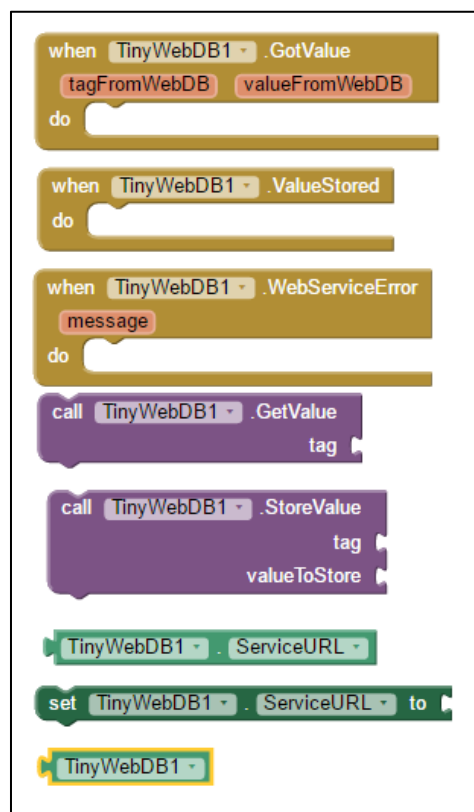 when TinyWebDB1 .GotValue
tagFromWebDB valueFromWebDB
do
when TinyWebDB1 .ValueStored
do
when TinyWebDB1 .WebServiceError
message
do
call TinyWebDB1 .GetValue
tag
call TinyWebDB1 .StoreValue
tag
valueToStore
TinyWebDB1 . ServiceURL
set TinyWebDB1 . ServiceURL to
TinyWebDB1